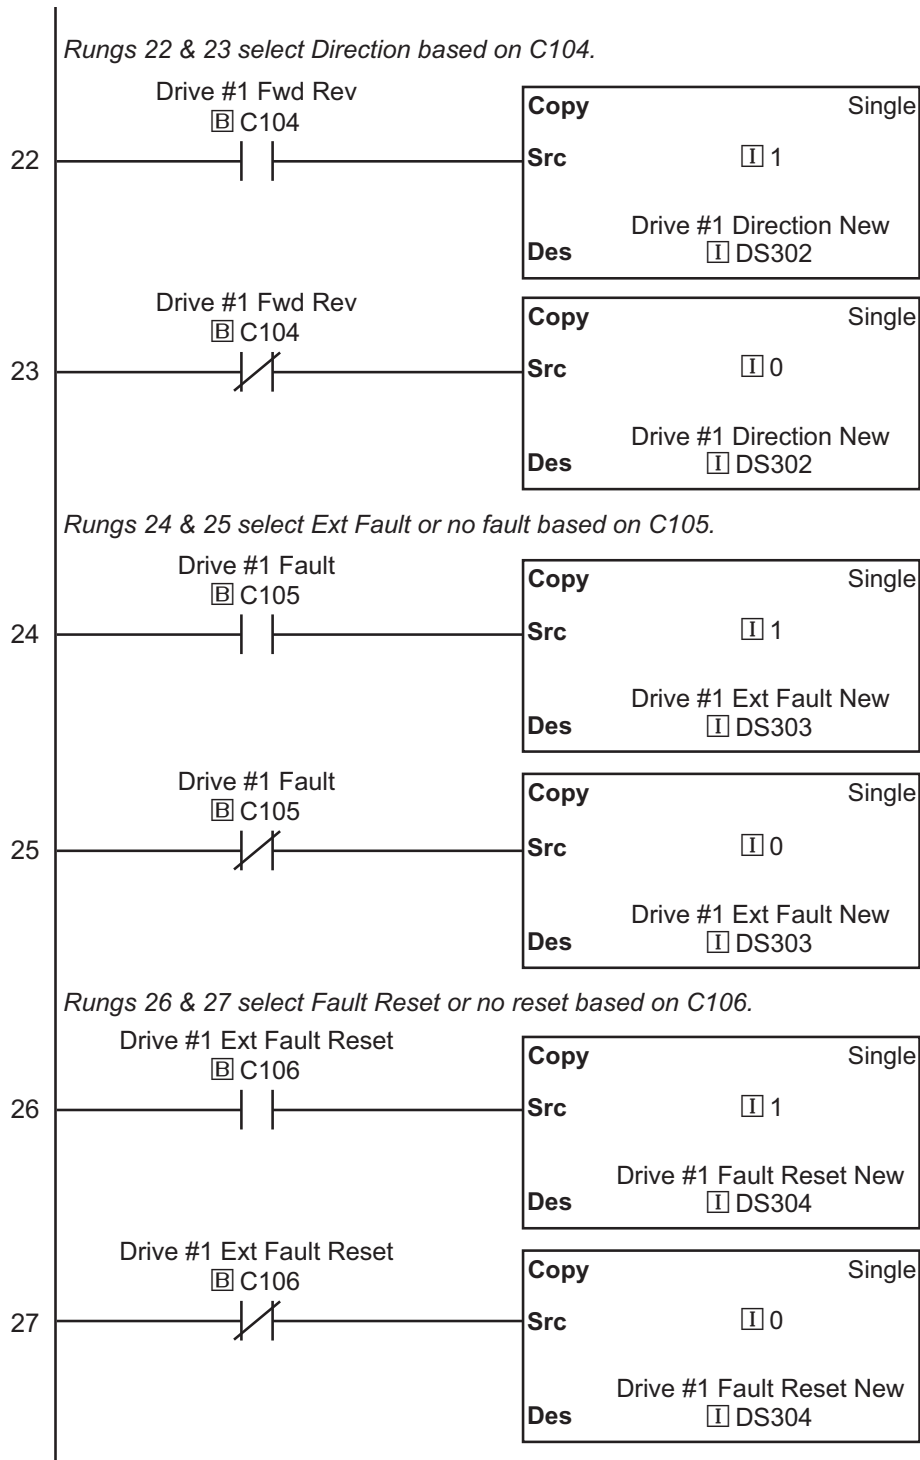 Rungs 22 & 23 select Direction based on C104.
Drive #1 Fwd Rev
B C104
22
Copy Single
Src I 1
Drive #1 Direction New
Des I DS302
Drive #1 Fwd Rev
B C104
23
Copy Single
Src I 0
Drive #1 Direction New
Des I DS302
Rungs 24 & 25 select Ext Fault or no fault based on C105.
Drive #1 Fault
B C105
24
Copy Single
Src I 1
Drive #1 Ext Fault New
Des I DS303
Drive #1 Fault
B C105
25
Copy Single
Src I 0
Drive #1 Ext Fault New
Des I DS303
Rungs 26 & 27 select Fault Reset or no reset based on C106.
Drive #1 Ext Fault Reset
B C106
26
Copy Single
Src I 1
Drive #1 Fault Reset New
Des I DS304
Drive #1 Ext Fault Reset
B C106
27
Copy Single
Src I 0
Drive #1 Fault Reset New
Des I DS304